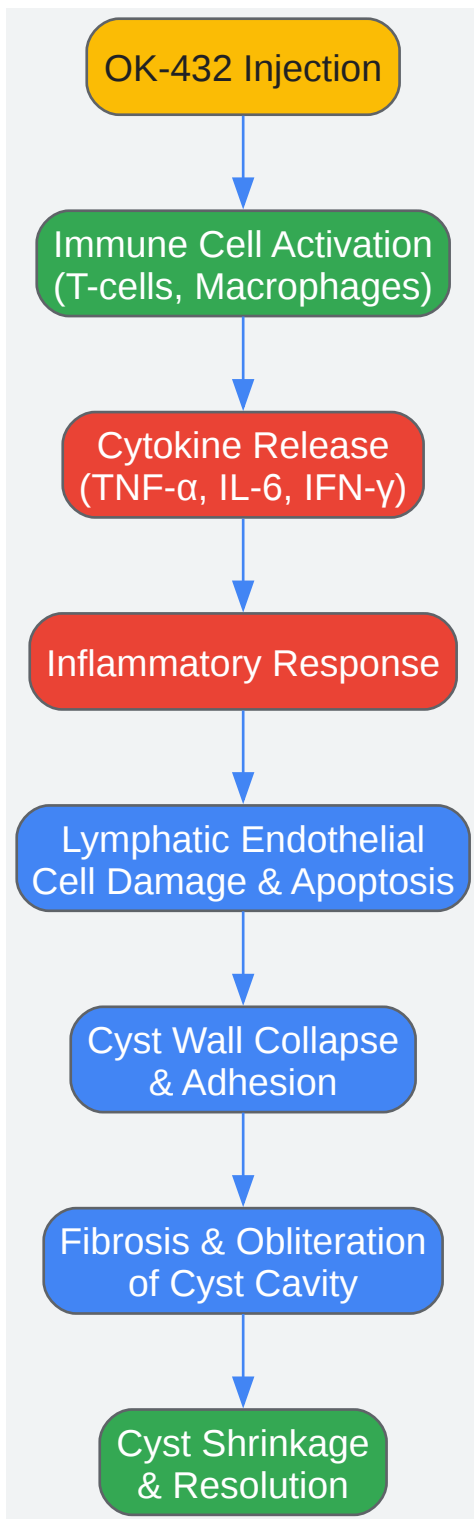 OK-432 Injection
Immune Cell Activation
(T-cells, Macrophages)
Cytokine Release
(TNF-α, IL-6, IFN-γ)
Inflammatory Response
Lymphatic Endothelial
Cell Damage & Apoptosis
Cyst Wall Collapse
& Adhesion
Fibrosis & Obliteration
of Cyst Cavity
Cyst Shrinkage
& Resolution